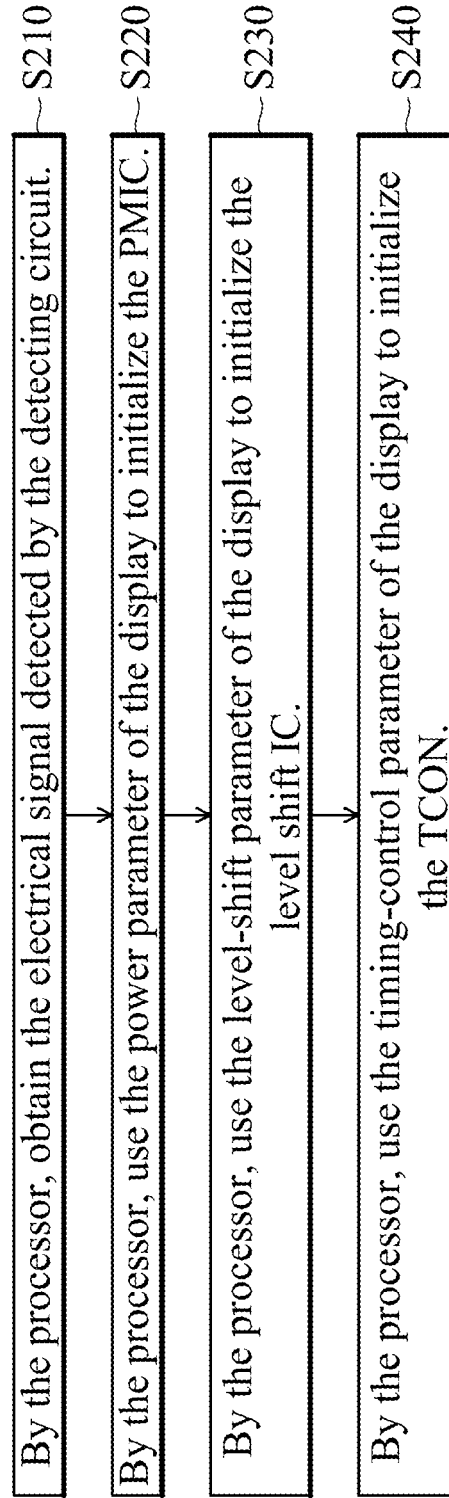 By the processor, obtain the electrical signal detected by the detecting circuit.
S210
By the processor, use the power parameter of the display to initialize the PMIC.
S220
By the processor, use the level-shift parameter of the display to initialize the
level shift IC.
S230
By the processor, use the timing-control parameter of the display to initialize
the TCON.
S240